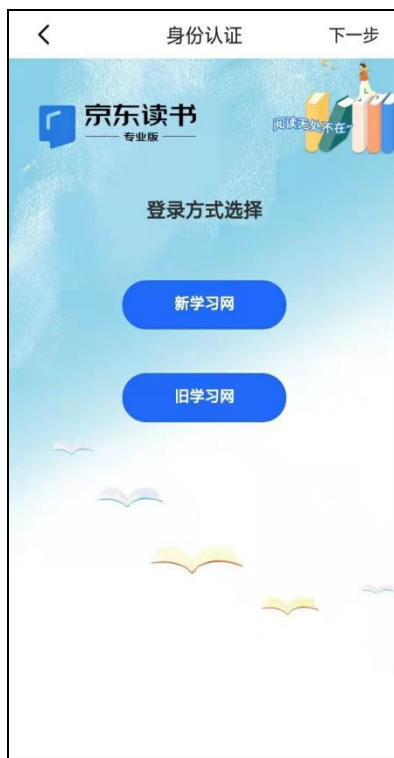 身份认证
下一步
京东读书
专业版
阅读无处不在~
登录方式选择
新学习网
旧学习网